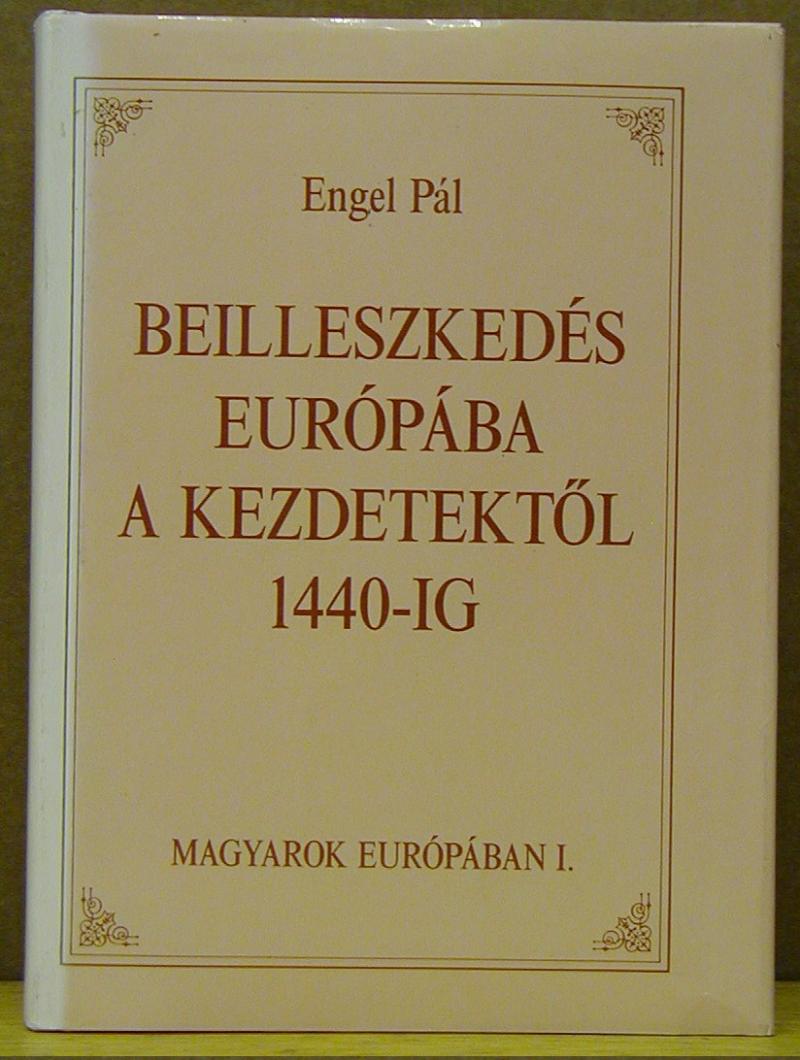 Engel Pál
BEILLESZKEDÉS
EURÓPÁBA
A KEZDETEKTŐL
1440-IG
MAGYAROK EURÓPÁBAN I.